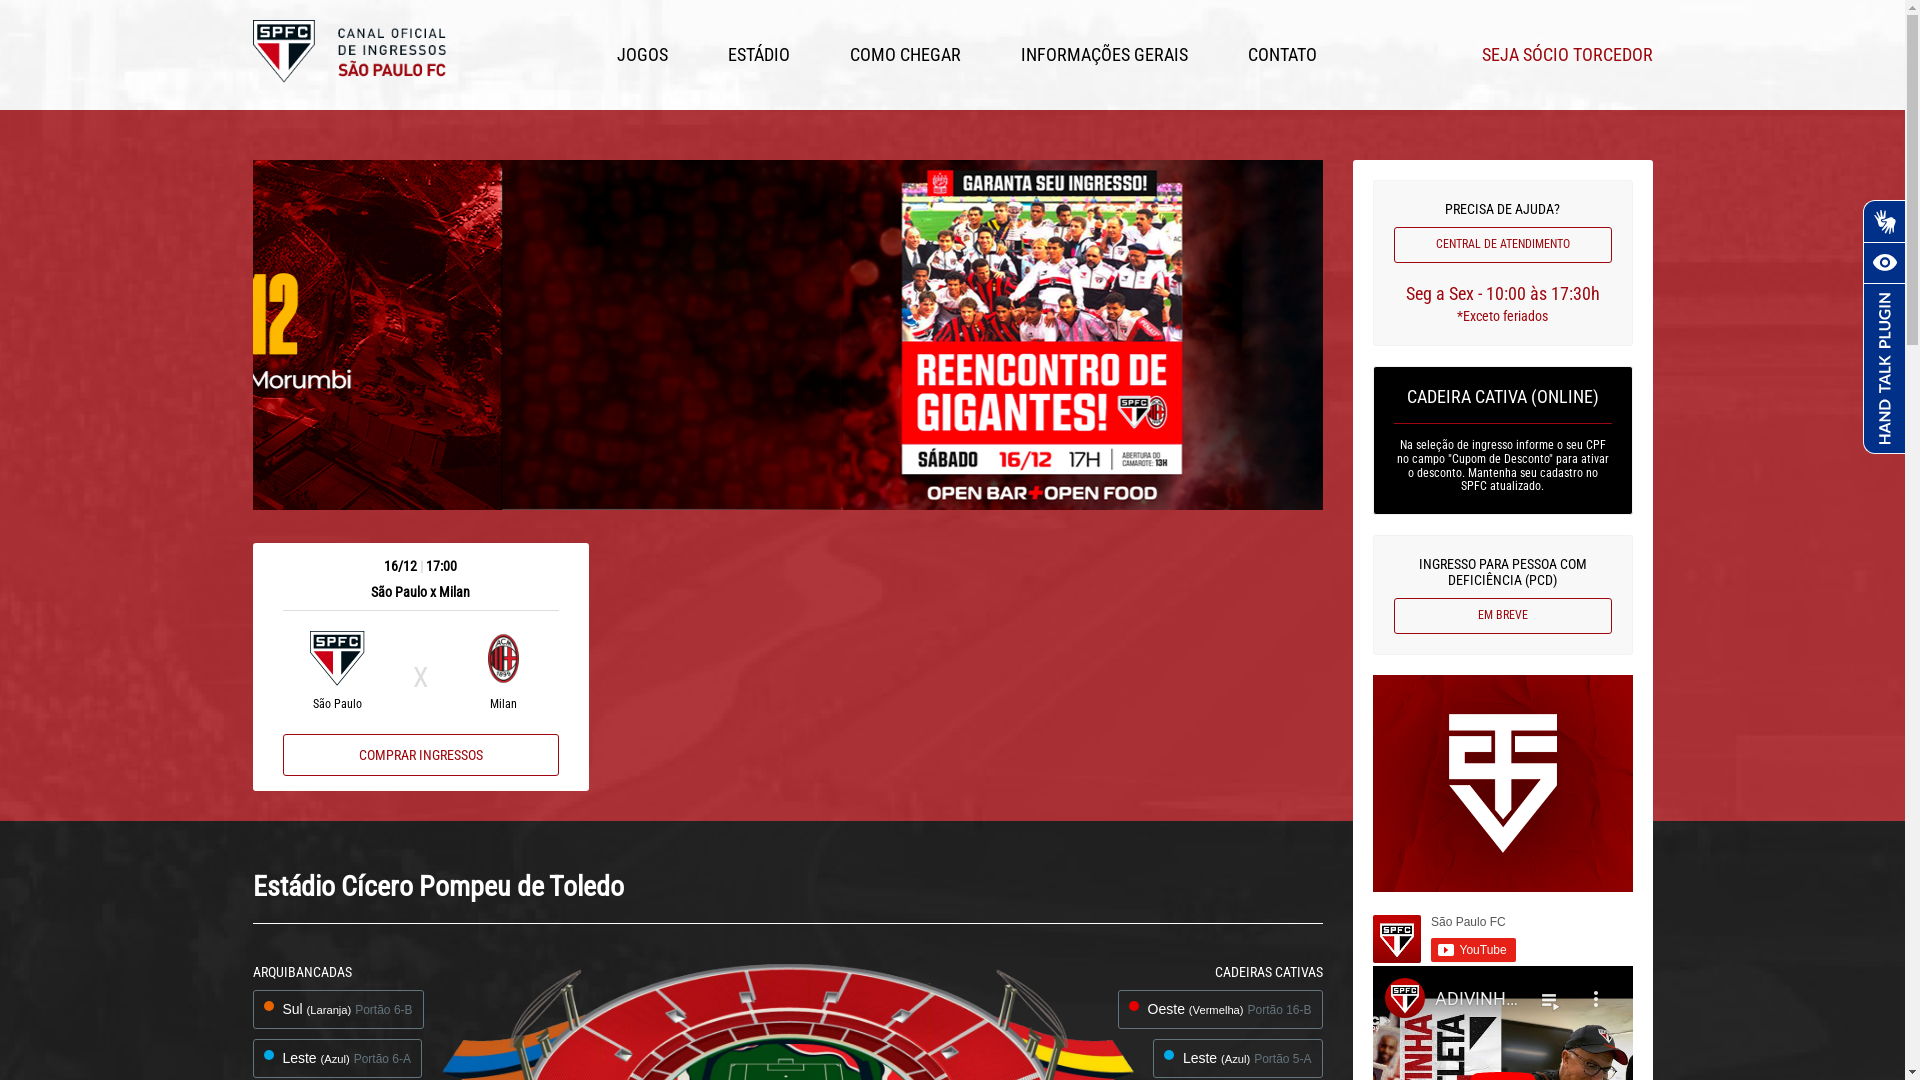 SPFC
CANAL OFICIAL
DE INGRESSOS
SÃO PAULO FC
JOGOS
ESTÁDIO
COMO CHEGAR
INFORMAÇÕES GERAIS
CONTATO
SEJA SÓCIO TORCEDOR
12
Morumbi
GARANTA SEU INGRESSO!
REENCONTRO DE
GIGANTES!
SPFC
SÁBADO 16/12 17H
ABERTURA DO
CAMAROTE: 13H
OPEN BAR+OPEN FOOD
PRECISA DE AJUDA?
CENTRAL DE ATENDIMENTO
Seg a Sex - 10:00 às 17:30h
*Exceto feriados
CADEIRA CATIVA (ONLINE)
Na seleção de ingresso informe o seu CPF
no campo "Cupom de Desconto" para ativar
o desconto. Mantenha seu cadastro no
SPFC atualizado.
INGRESSO PARA PESSOA COM
DEFICIÊNCIA (PCD)
EM BREVE
HAND TALK PLUGIN
16/12 | 17:00
São Paulo x Milan
SPFC
X
ACM
1899
São Paulo
Milan
COMPRAR INGRESSOS
Estádio Cícero Pompeu de Toledo
ARQUIBANCADAS
Sul (Laranja) Portão 6-B
Leste (Azul) Portão 6-A
CADEIRAS CATIVAS
Oeste (Vermelha) Portão 16-B
Leste (Azul) Portão 5-A
SPFC
São Paulo FC
YouTube
SPFC
ADIVINH...